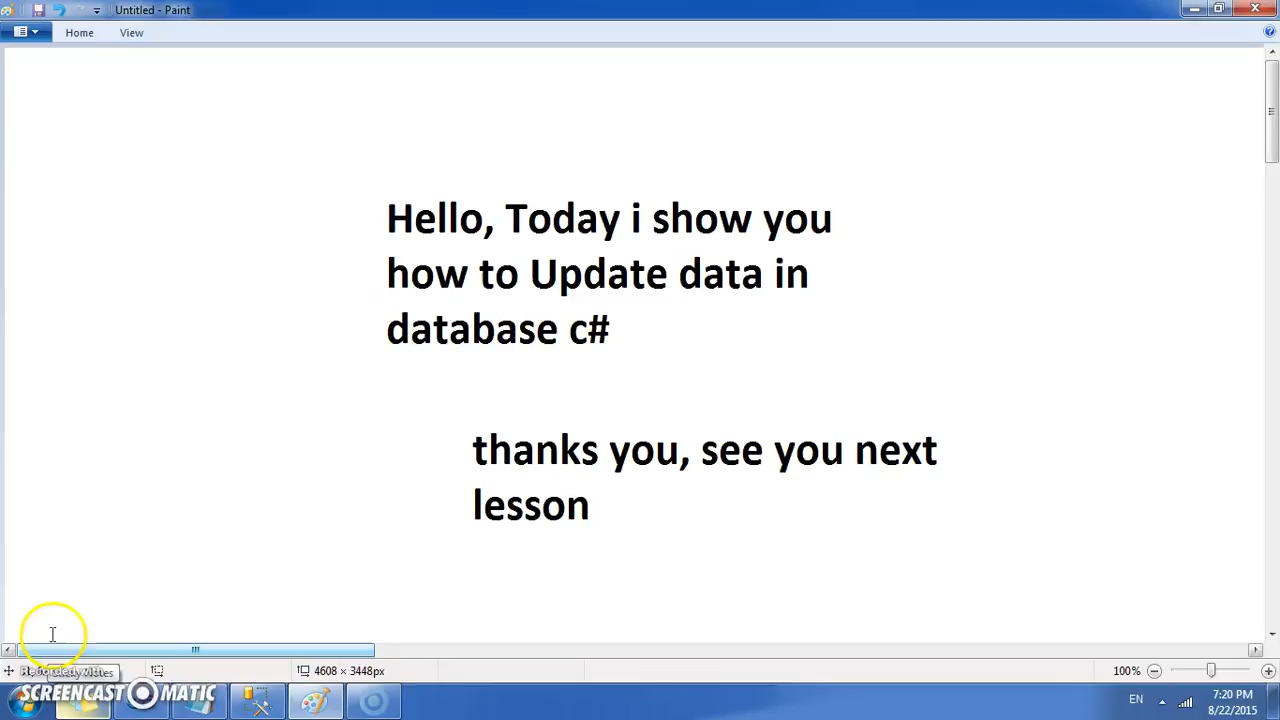 Untitled - Paint
Home View
Hello, Today i show you
how to Update data in
database c#
thanks you, see you next
lesson
4608 × 3448px
100%
SCREENCAST MATIC
EN
7:20 PM
8/22/2015